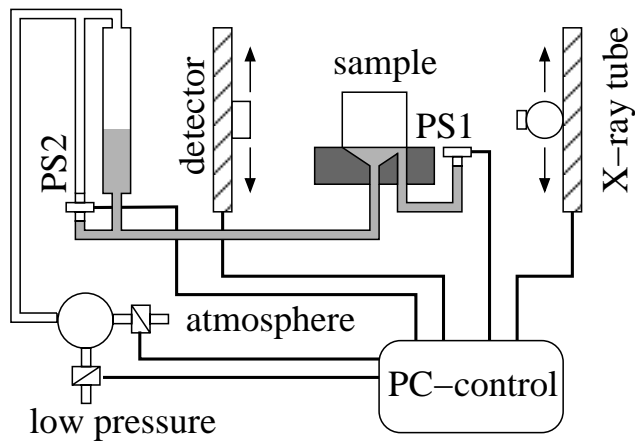 sample
detector
PS1
PS2
X-ray tube
atmosphere
PC-control
low pressure